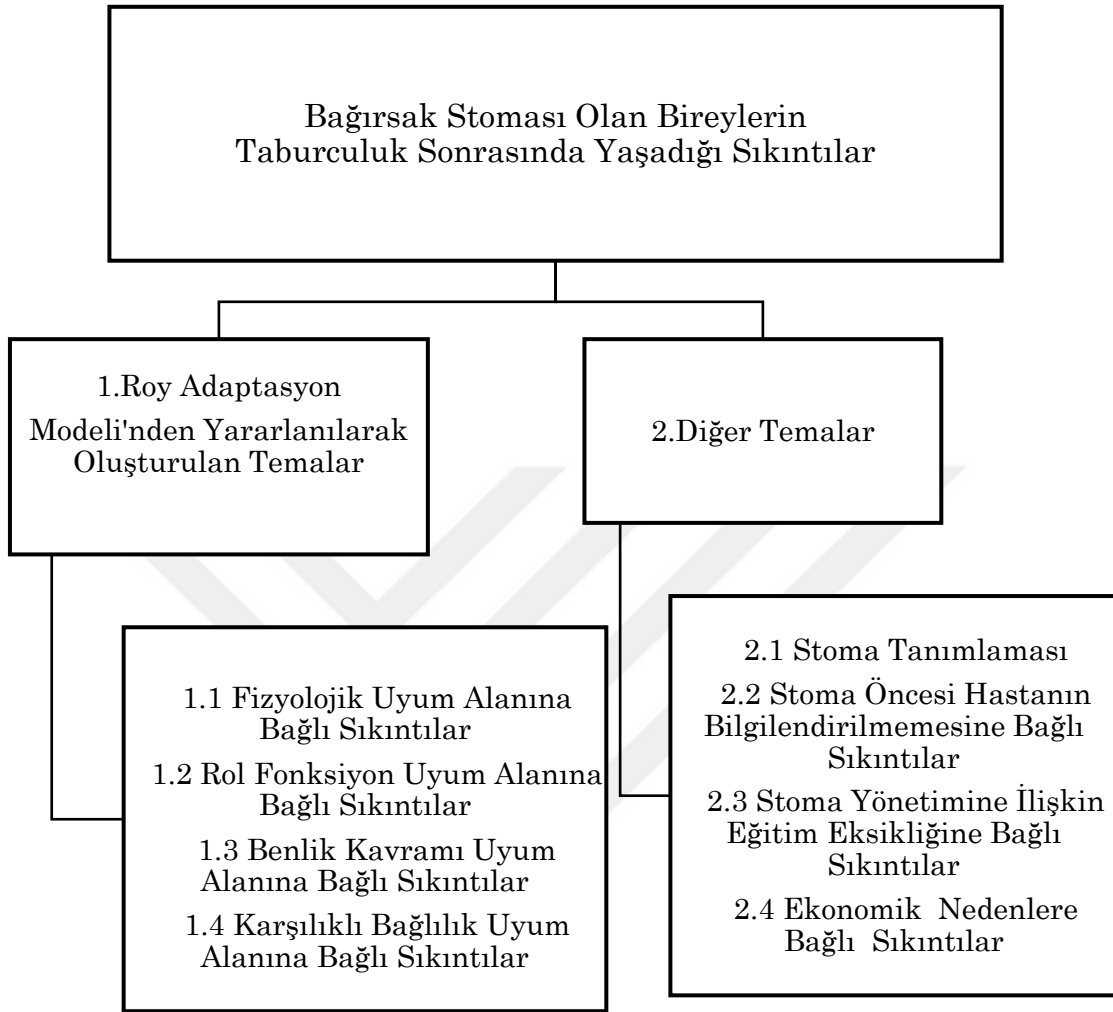 Bağırsak Stoması Olan Bireylerin
Taburculuk Sonrasında Yaşadığı Sıkıntılar
1.Roy Adaptasyon
Modeli'nden Yararlanılarak
Oluşturulan Temalar
2.Diğer Temalar
1.1 Fizyolojik Uyum Alanına
Bağlı Sıkıntılar
1.2 Rol Fonksiyon Uyum Alanına
Bağlı Sıkıntılar
1.3 Benlik Kavramı Uyum
Alanına Bağlı Sıkıntılar
1.4 Karşılıklı Bağlılık Uyum
Alanına Bağlı Sıkıntılar
2.1 Stoma Tanımlaması
2.2 Stoma Öncesi Hastanın
Bilgilendirilmemesine Bağlı
Sıkıntılar
2.3 Stoma Yönetimine İlişkin
Eğitim Eksikliğine Bağlı
Sıkıntılar
2.4 Ekonomik Nedenlere
Bağlı Sıkıntılar